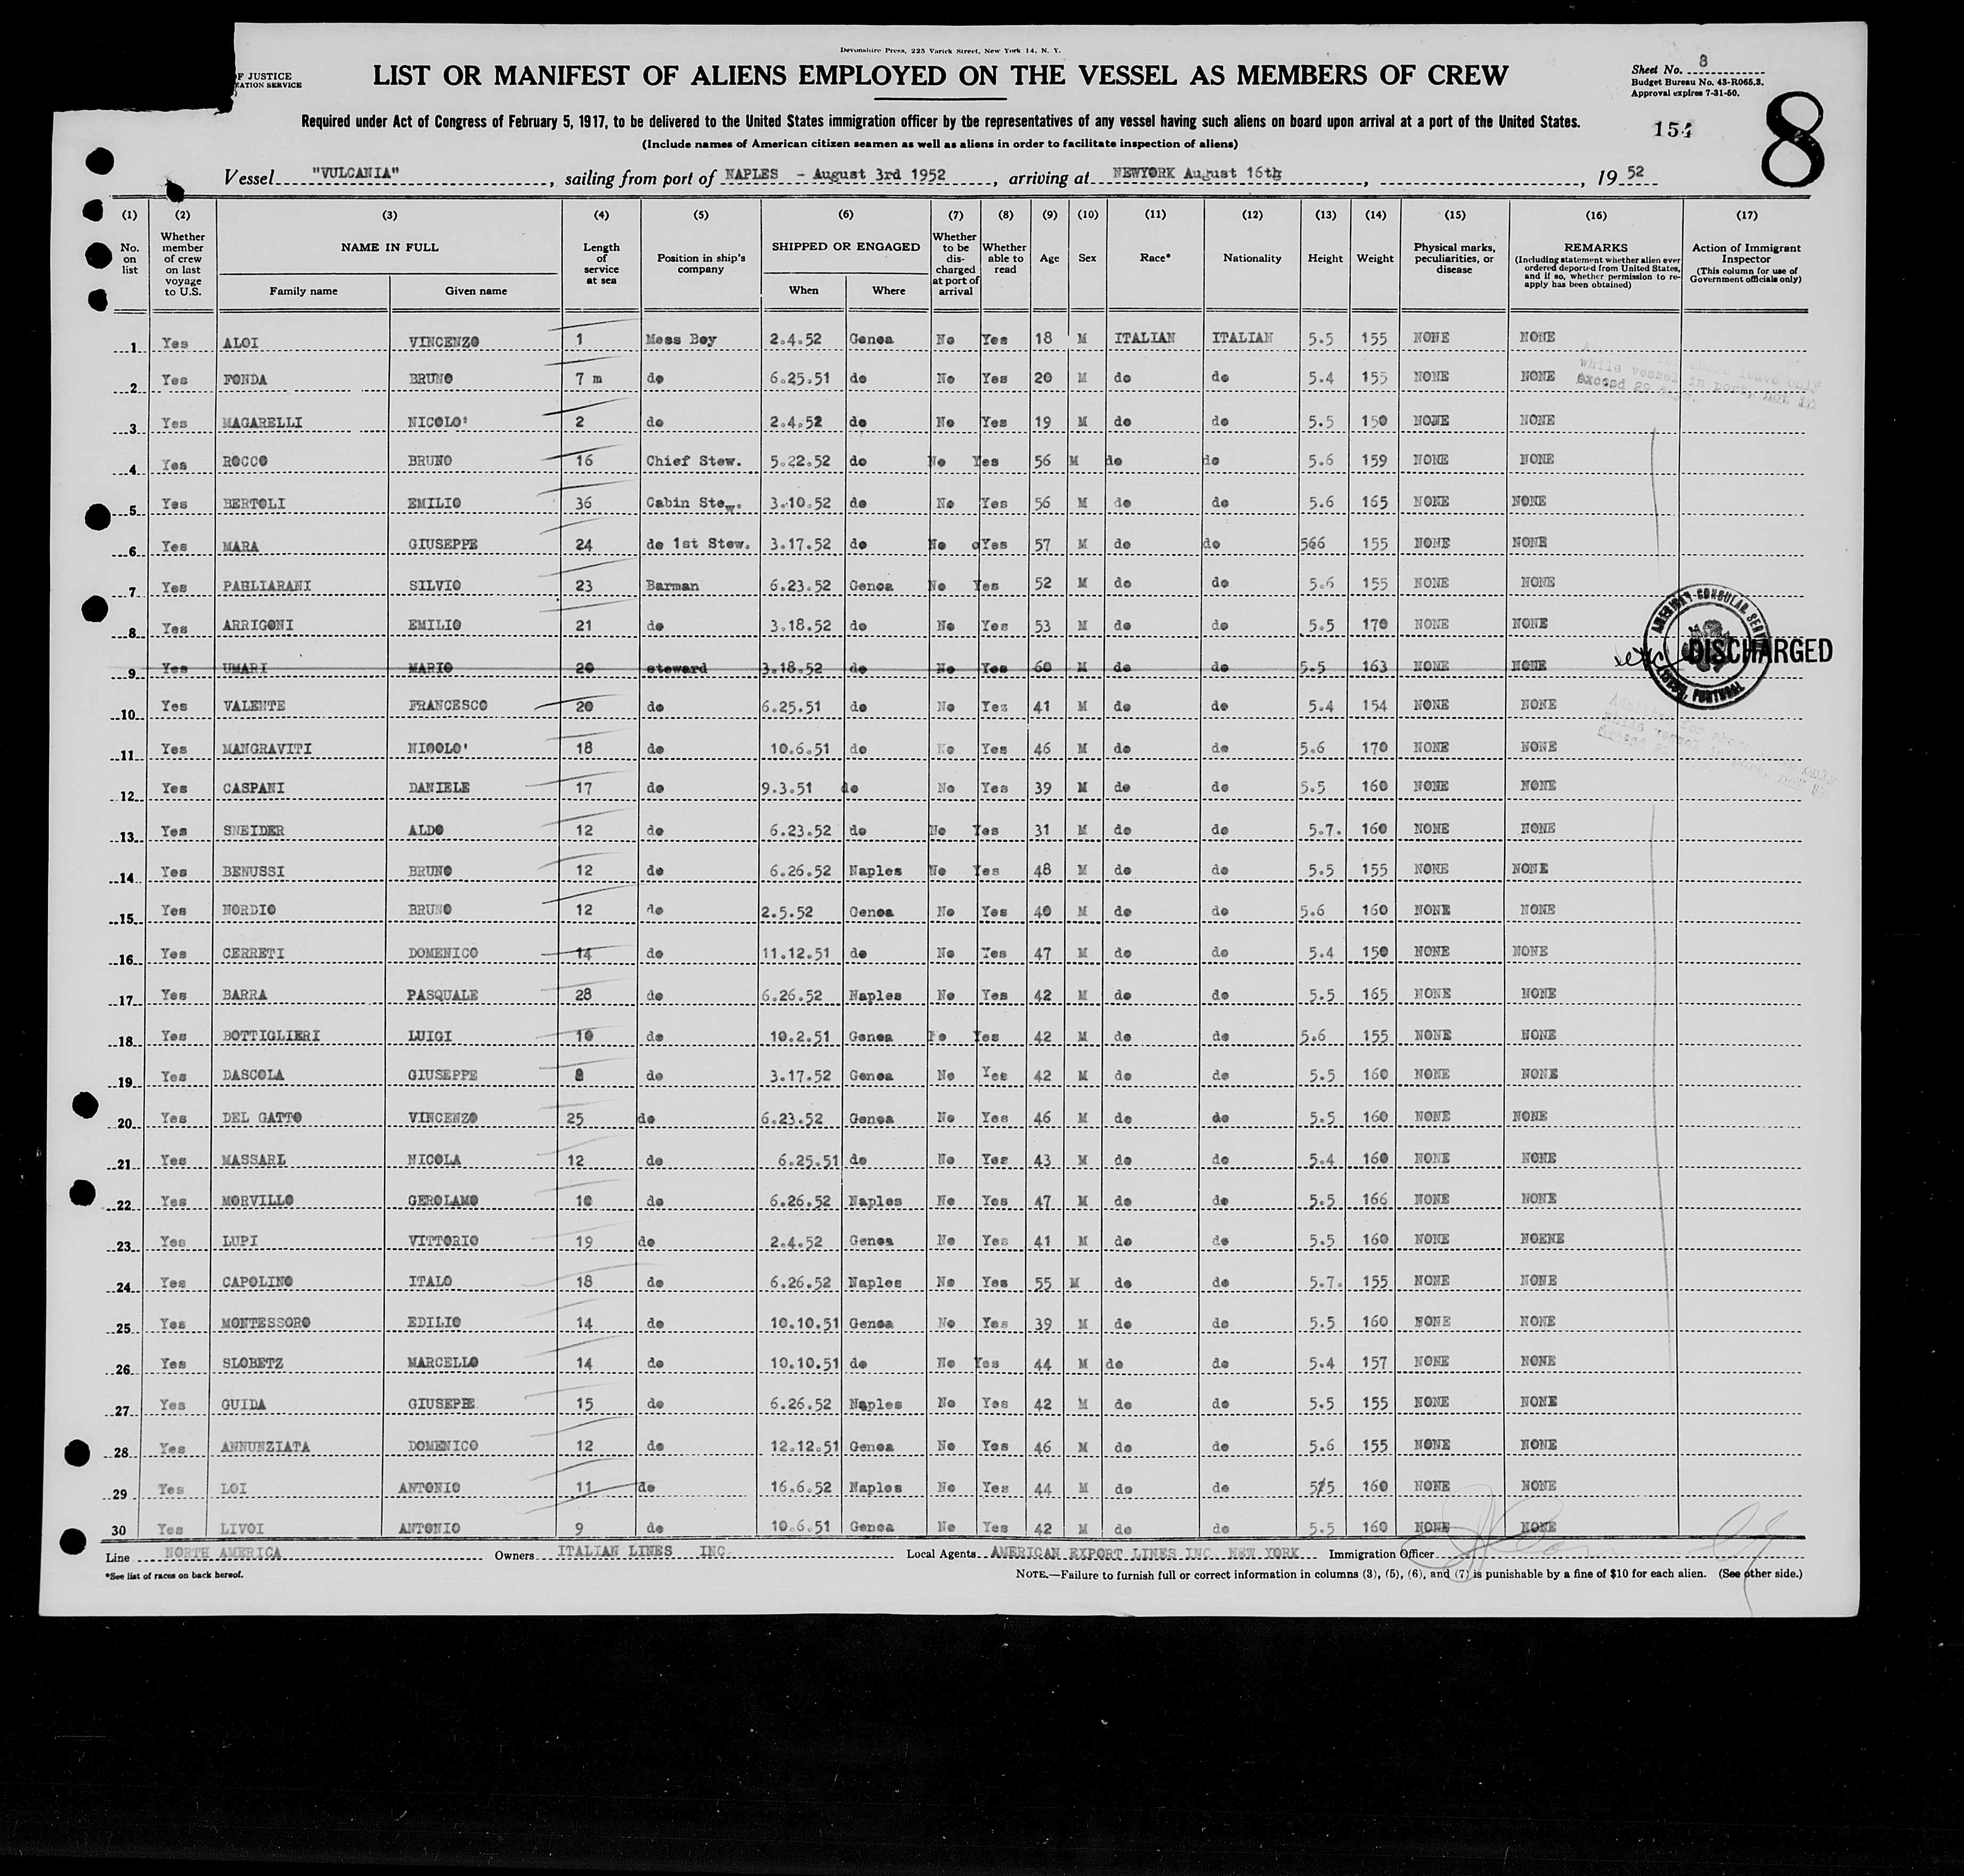 Devonshire Press, 225 Varick Street, New York 14, N. Y.
F JUSTICE
ATION SERVICE
LIST OR MANIFEST OF ALIENS EMPLOYED ON THE VESSEL AS MEMBERS OF CREW
Sheet No. 8
Budget Bureau No. 43-R065.3.
Approval expires 7-31-50.
8
154
Required under Act of Congress of February 5, 1917, to be delivered to the United States immigration officer by the representatives of any vessel having such aliens on board upon arrival at a port of the United States.
(Include names of American citizen seamen as well as aliens in order to facilitate inspection of aliens)
Vessel "VULCANIA", sailing from port of NAPLES - August 3rd 1952, arriving at NEWYORK August 16th, , 19 52
(1) (2) (3) (4) (5) (6) (7) (8) (9) (10) (11) (12) (13) (14) (15) (16) (17)
No. on list | Whether member of crew on last voyage to U.S. | NAME IN FULL | Length of service at sea | Position in ship's company | SHIPPED OR ENGAGED | Whether to be discharged at port of arrival | Whether able to read | Age | Sex | Race* | Nationality | Height | Weight | Physical marks, peculiarities, or disease | REMARKS (Including statement whether alien ever ordered deported from United States, and if so, whether permission to re-apply has been obtained) | Action of Immigrant Inspector (This column for use of Government officials only)
Family name | Given name | When | Where
1 Yes ALOI VINCENZO 1 Mess Boy 2.4.52 Genoa No Yes 18 M ITALIAN ITALIAN 5.5 155 NONE NONE
2 Yes FONDA BRUNO 7 m do 6.25.51 do No Yes 20 M do do 5.4 155 NONE NONE
while vessel in port, not to
exceed 29 days.
3 Yes MAGARELLI NICOLO' 2 do 2.4.52 do No Yes 19 M do do 5.5 150 NONE NONE
4 Yes ROCCO BRUNO 16 Chief Stew. 5.22.52 do No Yes 56 M do do 5.6 159 NONE NONE
5 Yes BERTOLI EMILIO 36 Cabin Stew. 3.10.52 do No Yes 56 M do do 5.6 165 NONE NONE
6 Yes MARA GIUSEPPE 24 do 1st Stew. 3.17.52 do No Yes 57 M do do 566 155 NONE NONE
7 Yes PAHLIARANI SILVIO 23 Barman 6.23.52 Genoa No Yes 52 M do do 5.6 155 NONE NONE
8 Yes ARRIGONI EMILIO 21 do 3.18.52 do No Yes 53 M do do 5.5 170 NONE NONE
AMERICAN CONSULAR SERVICE
DISCHARGED
9 Yes UMARI MARIO 20 steward 3.18.52 do No Yes 60 M do do 5.5 163 NONE NONE
10 Yes VALENTE FRANCESCO 20 do 6.25.51 do No Yes 41 M do do 5.4 154 NONE NONE
11 Yes MANGRAVITI NICOLO' 18 do 10.6.51 do No Yes 46 M do do 5.6 170 NONE NONE
12 Yes CASPANI DANIELE 17 do 9.3.51 do No Yes 39 M do do 5.5 160 NONE NONE
13 Yes SNEIDER ALDO 12 do 6.23.52 do No Yes 31 M do do 5.7. 160 NONE NONE
14 Yes BENUSSI BRUNO 12 do 6.26.52 Naples No Yes 48 M do do 5.5 155 NONE NONE
15 Yes NORDIO BRUNO 12 do 2.5.52 Genoa No Yes 40 M do do 5.6 160 NONE NONE
16 Yes CERRETI DOMENICO 14 do 11.12.51 do No Yes 47 M do do 5.4 150 NONE NONE
17 Yes BARRA PASQUALE 28 do 6.26.52 Naples No Yes 42 M do do 5.5 165 NONE NONE
18 Yes BOTTIGLIERI LUIGI 10 do 10.2.51 Genoa No Yes 42 M do do 5.6 155 NONE NONE
19 Yes DASCOLA GIUSEPPE 8 do 3.17.52 Genoa No Yes 42 M do do 5.5 160 NONE NONE
20 Yes DEL GATTO VINCENZO 25 do 6.23.52 Genoa No Yes 46 M do do 5.5 160 NONE NONE
21 Yes MASSARL NICOLA 12 do 6.25.51 do No Yes 43 M do do 5.4 160 NONE NONE
22 Yes MORVILLO GEROLAMO 10 do 6.26.52 Naples No Yes 47 M do do 5.5 166 NONE NONE
23 Yes LUPI VITTORIO 19 do 2.4.52 Genoa No Yes 41 M do do 5.5 160 NONE NOENE
24 Yes CAPOLINO ITALO 18 do 6.26.52 Naples No Yes 55 M do do 5.7. 155 NONE NONE
25 Yes MONTESSORO EDILIO 14 do 10.10.51 Genoa No Yes 39 M do do 5.5 160 NONE NONE
26 Yes SLOBETZ MARCELLO 14 do 10.10.51 do No Yes 44 M do do 5.4 157 NONE NONE
27 Yes GUIDA GIUSEPPE 15 do 6.26.52 Naples No Yes 42 M do do 5.5 155 NONE NONE
28 Yes ANNUNZIATA DOMENICO 12 do 12.12.51 Genoa No Yes 46 M do do 5.6 155 NONE NONE
29 Yes LOI ANTONIO 11 do 16.6.52 Naples No Yes 44 M do do 5/5 160 NONE NONE
30 Yes LIVOI ANTONIO 9 do 10.6.51 Genoa No Yes 42 M do do 5.5 160 NONE NONE
Line NORTH AMERICA Owners ITALIAN LINES INC. Local Agents AMERICAN EXPORT LINES INC NEW YORK Immigration Officer
*See list of races on back hereof.
NOTE.—Failure to furnish full or correct information in columns (3), (5), (6), and (7) is punishable by a fine of $10 for each alien. (See other side.)